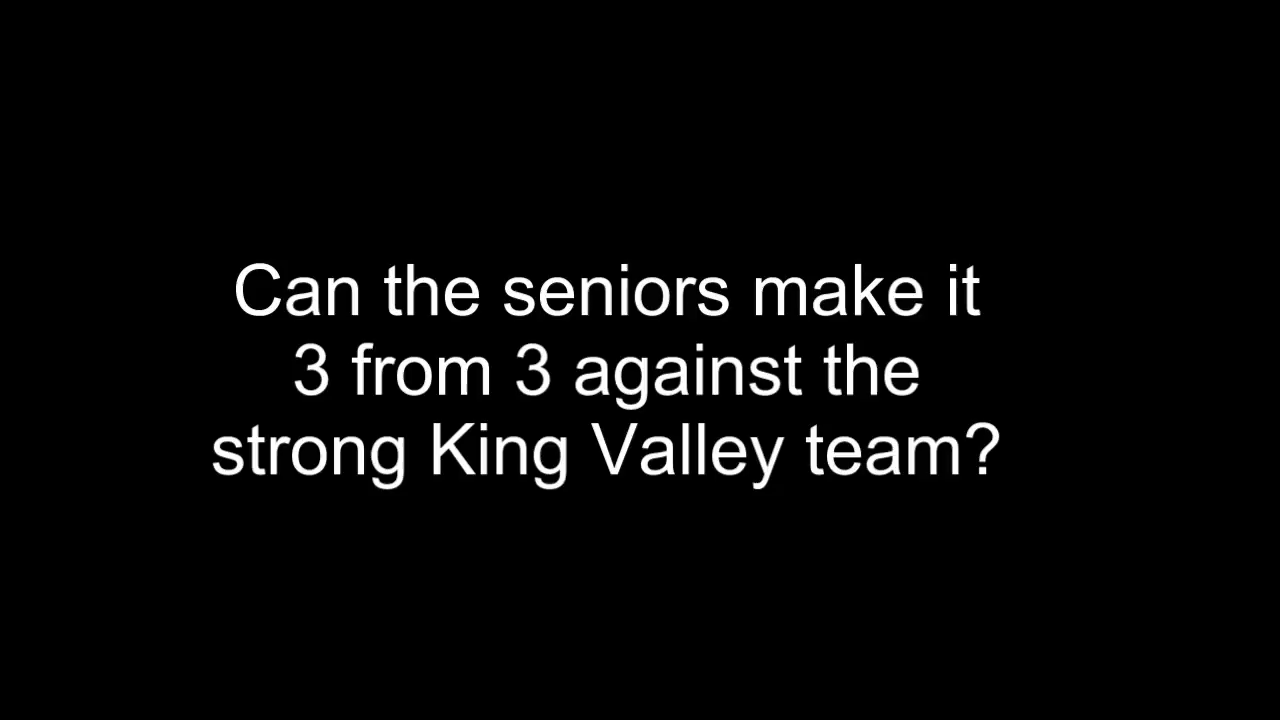 Can the seniors make it
3 from 3 against the
strong King Valley team?